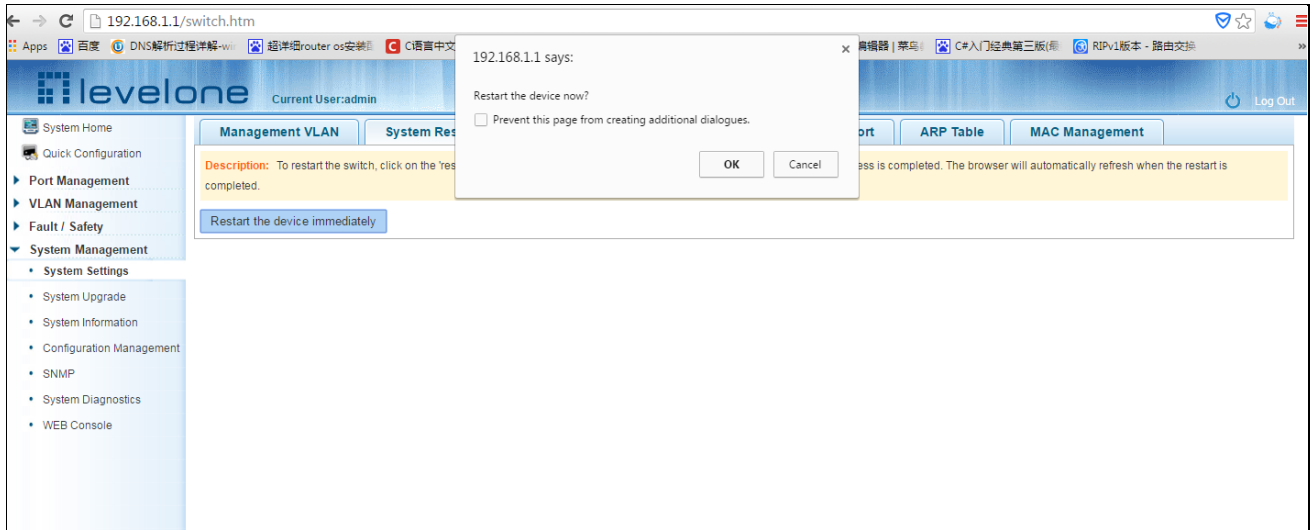 192.168.1.1/switch.htm
Apps 百度 DNS解析过程详解-wi 超详细router os安装 C语言中文 编辑器 | 菜鸟 C#入门经典第三版( RIPv1版本 - 路由交换 »
levelone Current User:admin Log Out
192.168.1.1 says:
Restart the device now?
Prevent this page from creating additional dialogues.
OK Cancel
System Home
Quick Configuration
Port Management
VLAN Management
Fault / Safety
System Management
System Settings
System Upgrade
System Information
Configuration Management
SNMP
System Diagnostics
WEB Console
Management VLAN System Res ort ARP Table MAC Management
Description: To restart the switch, click on the 'res ess is completed. The browser will automatically refresh when the restart is
completed.
Restart the device immediately